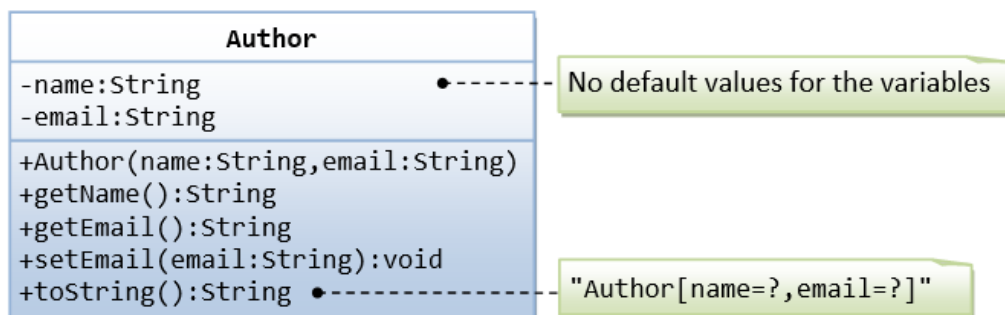 Author
-name:String
No default values for the variables
-email:String
+Author(name:String,email:String)
+getName():String
+getEmail():String
+setEmail(email:String):void
+toString():String
"Author[name=?,email=?]"